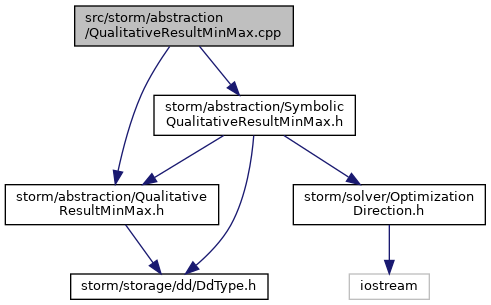 src/storm/abstraction
/QualitativeResultMinMax.cpp
storm/abstraction/Symbolic
QualitativeResultMinMax.h
storm/abstraction/Qualitative
ResultMinMax.h
storm/solver/Optimization
Direction.h
storm/storage/dd/DdType.h
iostream